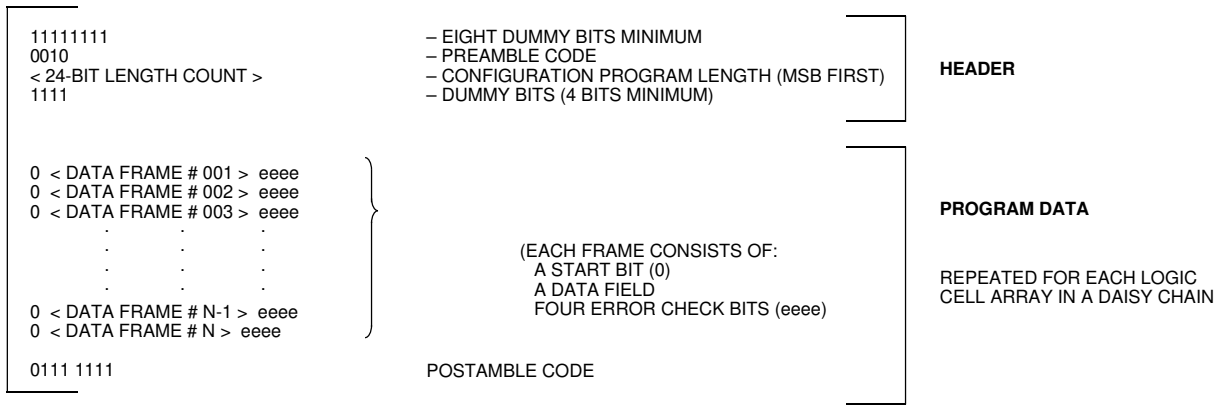 11111111 – EIGHT DUMMY BITS MINIMUM
0010 – PREAMBLE CODE
< 24-BIT LENGTH COUNT > – CONFIGURATION PROGRAM LENGTH (MSB FIRST)
1111 – DUMMY BITS (4 BITS MINIMUM)
HEADER
0 < DATA FRAME # 001 > eeee
0 < DATA FRAME # 002 > eeee
0 < DATA FRAME # 003 > eeee
. . .
. . .
. . .
. . .
0 < DATA FRAME # N-1 > eeee
0 < DATA FRAME # N > eeee
(EACH FRAME CONSISTS OF:
A START BIT (0)
A DATA FIELD
FOUR ERROR CHECK BITS (eeee)
PROGRAM DATA
REPEATED FOR EACH LOGIC
CELL ARRAY IN A DAISY CHAIN
0111 1111 POSTAMBLE CODE